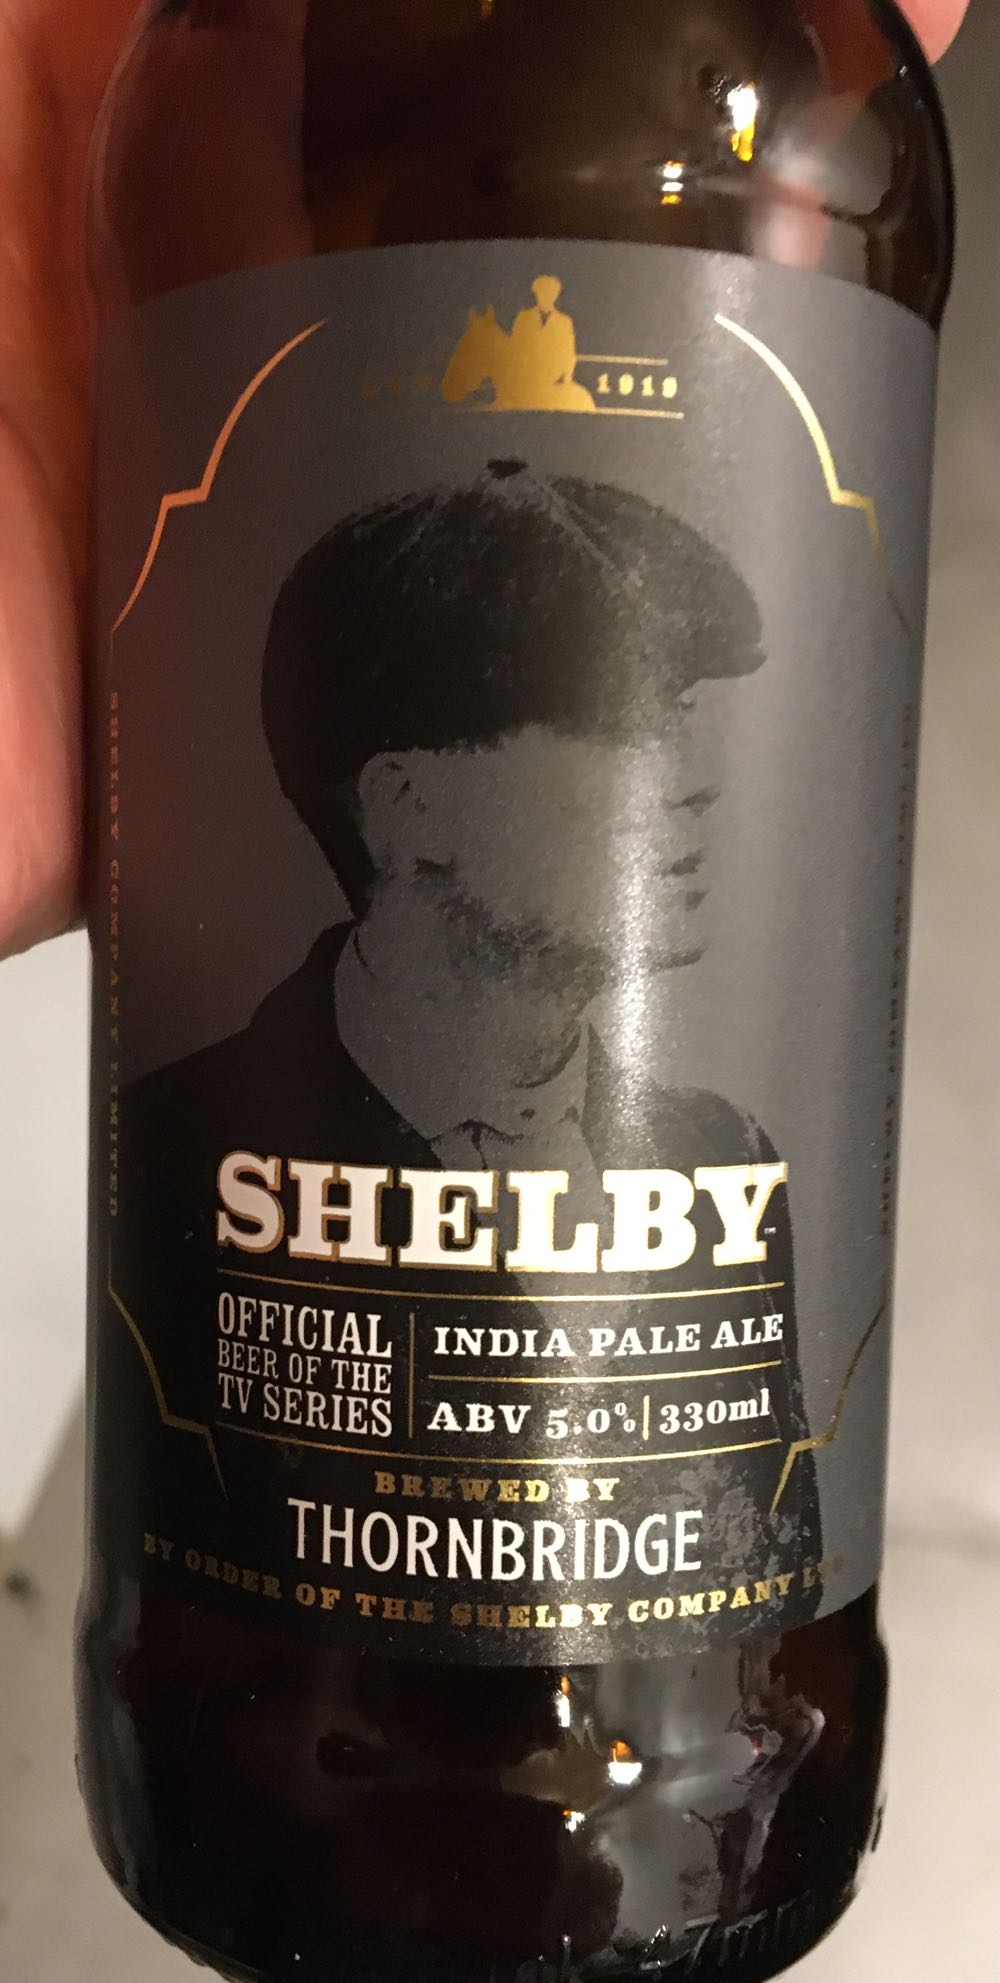 1919
SHELBY COMPANY LIMITED
SHELBY
OFFICIAL
BEER OF THE
TV SERIES
INDIA PALE ALE
ABV 5.0% | 330ml
BREWED BY
THORNBRIDGE
BY ORDER OF THE SHELBY COMPANY
47mm